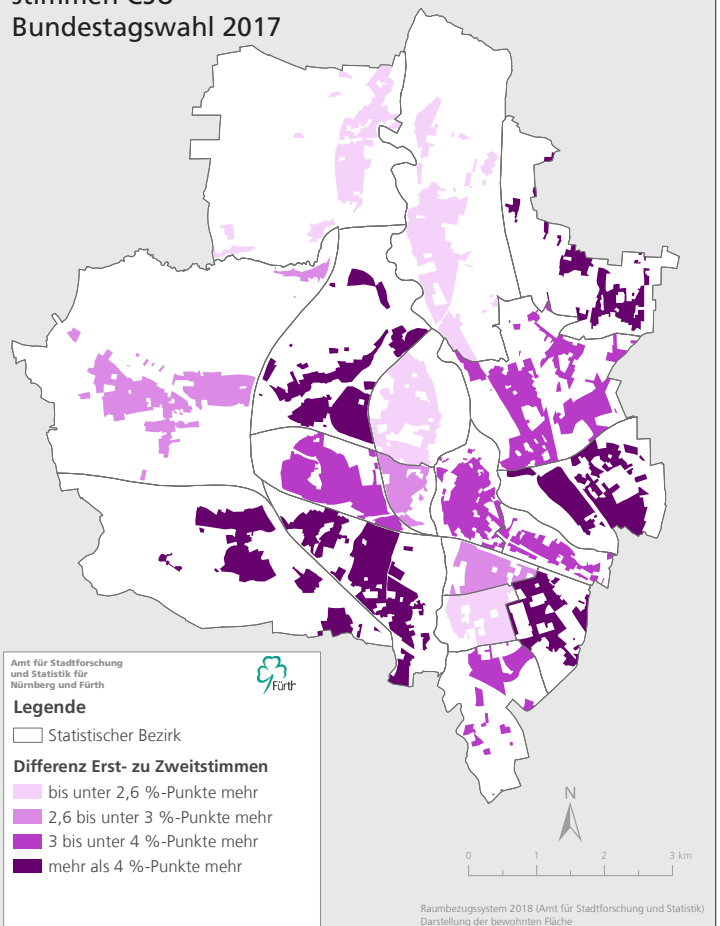 Bundestagswahl 2017
Amt für Stadtforschung
und Statistik für
Nürnberg und Fürth
Fürth
Legende
Statistischer Bezirk
Differenz Erst- zu Zweitstimmen
bis unter 2,6 %-Punkte mehr
2,6 bis unter 3 %-Punkte mehr
3 bis unter 4 %-Punkte mehr
mehr als 4 %-Punkte mehr
N
0 1 2 3 km
Raumbezugssystem 2018 (Amt für Stadtforschung und Statistik)
Darstellung der bewohnten Fläche